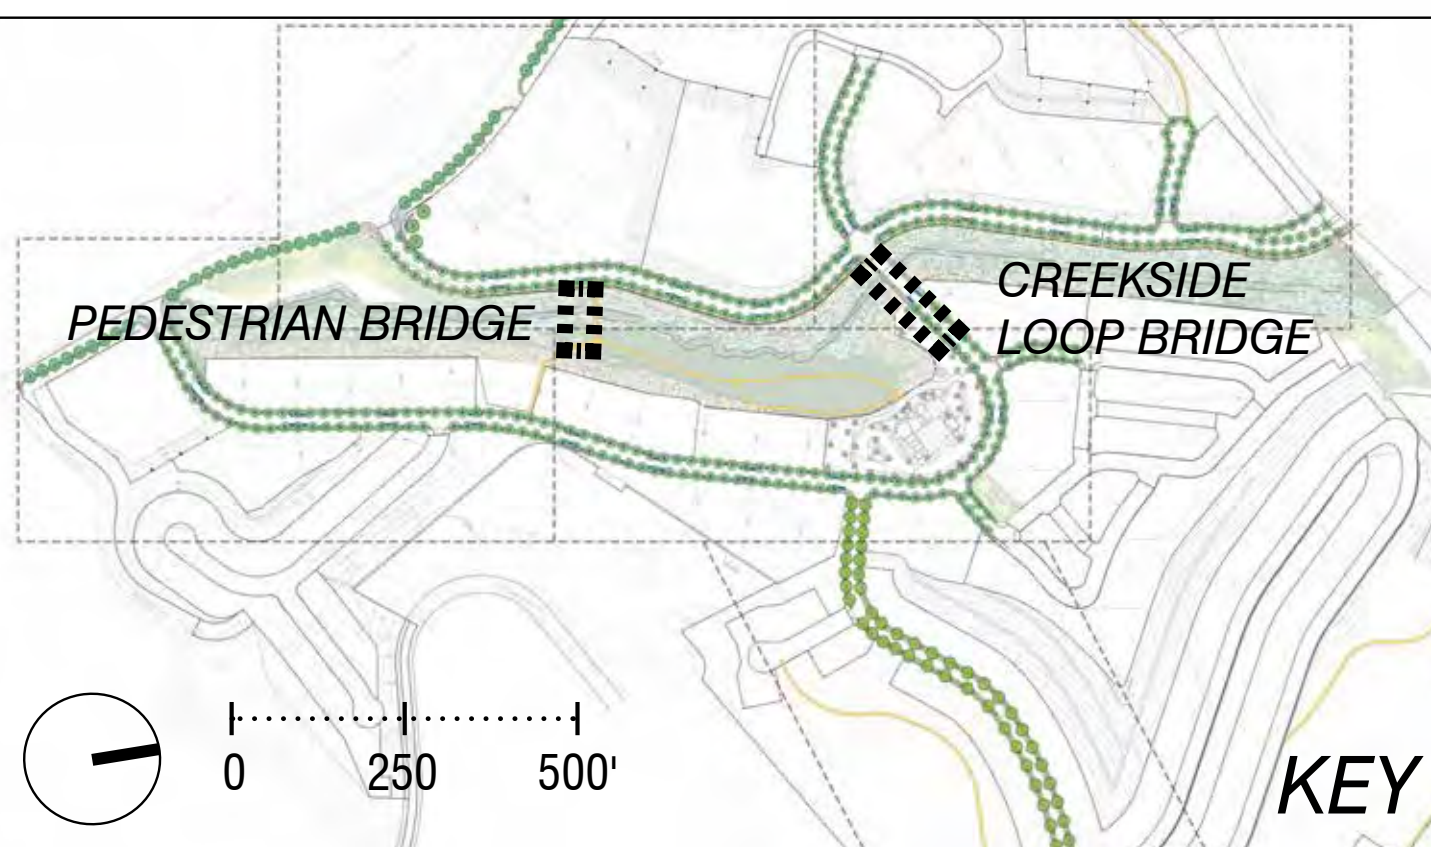 PEDESTRIAN BRIDGE
CREEKSIDE
LOOP BRIDGE
0 250 500'
KEY